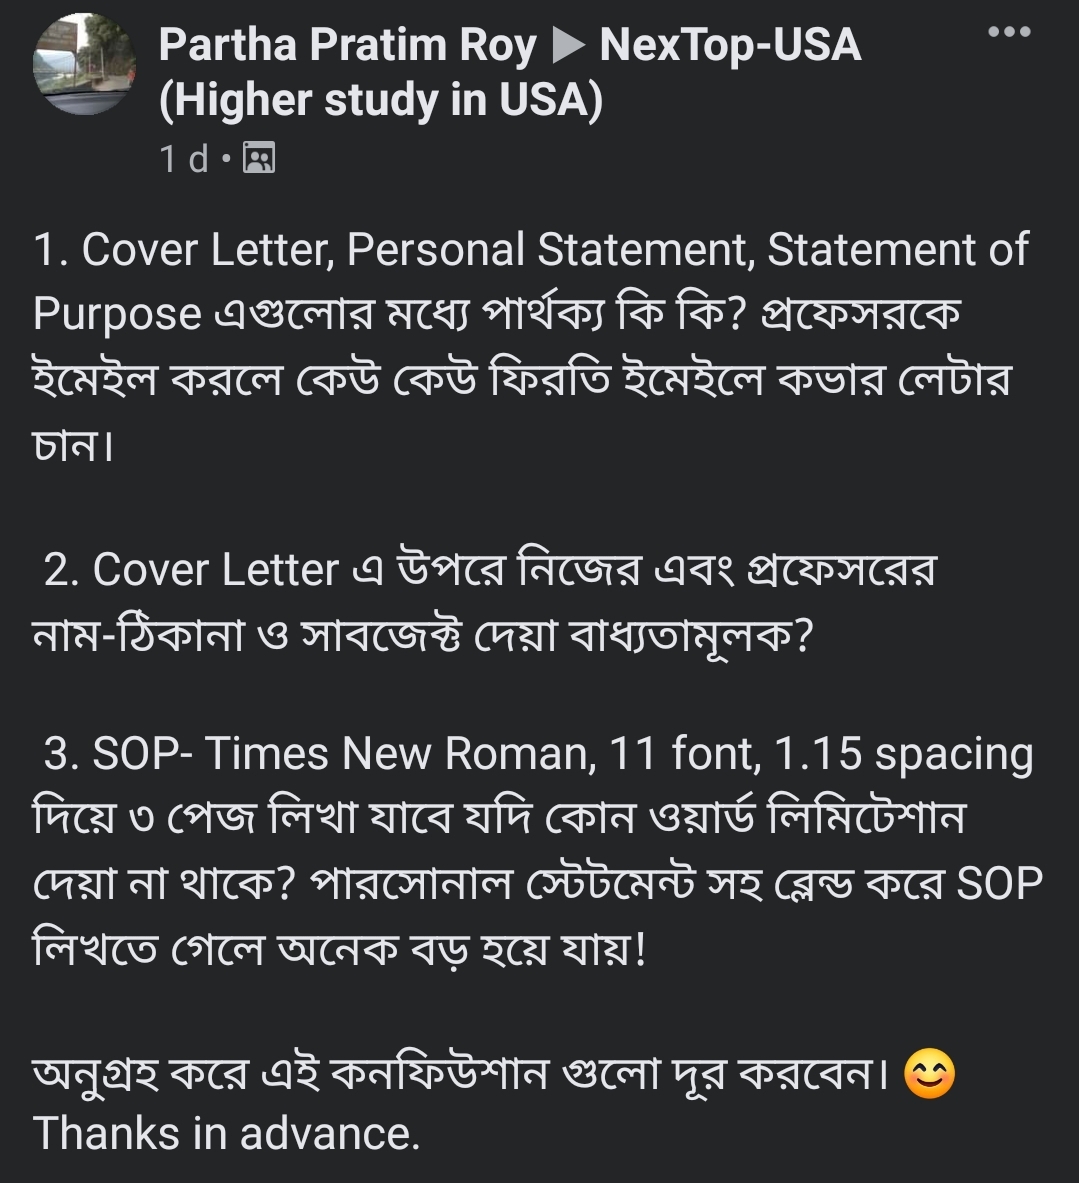 Partha Pratim Roy ▶ NexTop-USA
(Higher study in USA)
1 d •
1. Cover Letter, Personal Statement, Statement of
Purpose এগুলোর মধ্যে পার্থক্য কি কি? প্রফেসরকে
ইমেইল করলে কেউ কেউ ফিরতি ইমেইলে কভার লেটার
চান।
2. Cover Letter এ উপরে নিজের এবং প্রফেসরের
নাম-ঠিকানা ও সাবজেক্ট দেয়া বাধ্যতামূলক?
3. SOP- Times New Roman, 11 font, 1.15 spacing
দিয়ে ৩ পেজ লিখা যাবে যদি কোন ওয়ার্ড লিমিটেশান
দেয়া না থাকে? পারসোনাল স্টেটমেন্ট সহ ব্লেন্ড করে SOP
লিখতে গেলে অনেক বড় হয়ে যায়!
অনুগ্রহ করে এই কনফিউশান গুলো দূর করবেন। 😊
Thanks in advance.